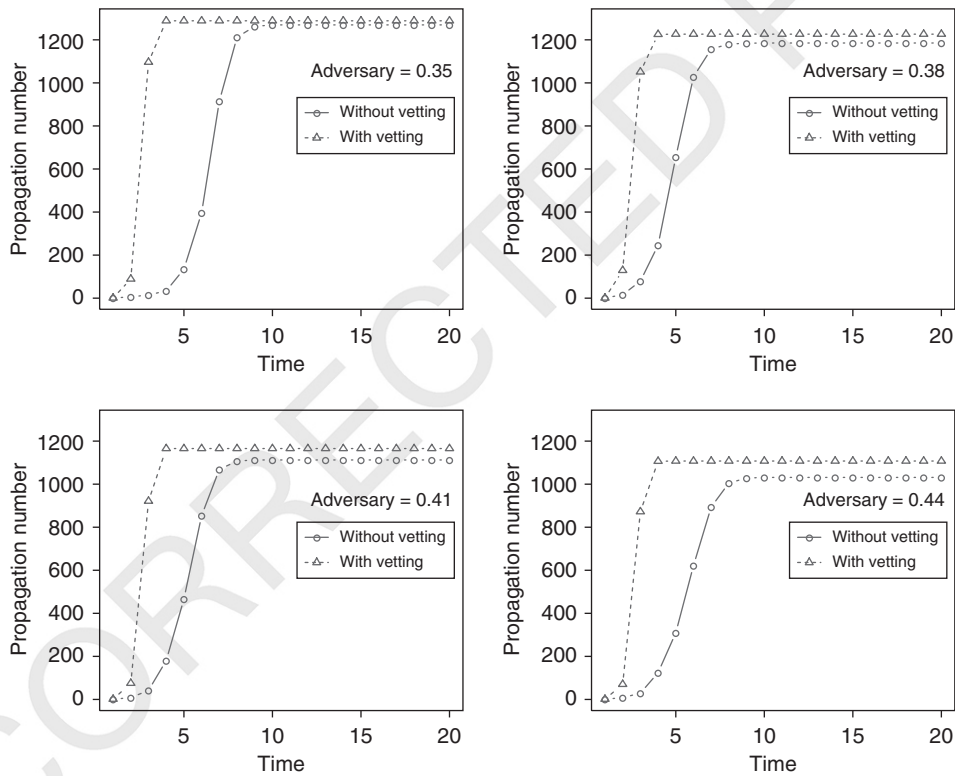 Propagation number
1200
1000
800
600
400
200
0
Adversary = 0.35
Without vetting
With vetting
5 10 15 20
Time
Propagation number
1200
1000
800
600
400
200
0
Adversary = 0.38
Without vetting
With vetting
5 10 15 20
Time
Propagation number
1200
1000
800
600
400
200
0
Adversary = 0.41
Without vetting
With vetting
5 10 15 20
Time
Propagation number
1200
1000
800
600
400
200
0
Adversary = 0.44
Without vetting
With vetting
5 10 15 20
Time
CORRECTED P